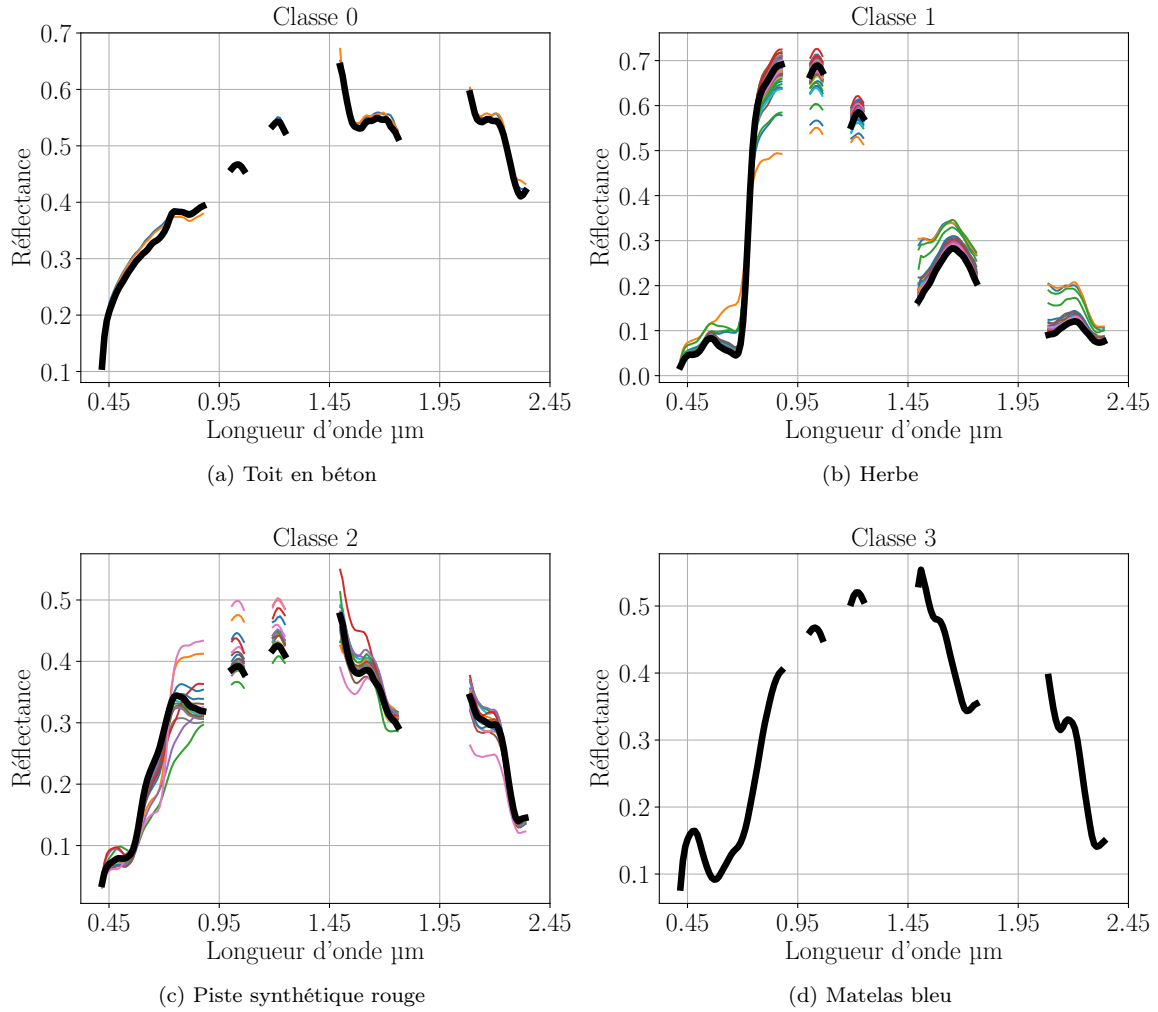 Classe 0
0.7
0.6
0.5
0.4
0.3
0.2
0.1
Réflectance
0.45 0.95 1.45 1.95 2.45
Longueur d'onde µm
(a) Toit en béton
Classe 1
0.7
0.6
0.5
0.4
0.3
0.2
0.1
0.0
Réflectance
0.45 0.95 1.45 1.95 2.45
Longueur d'onde µm
(b) Herbe
Classe 2
0.5
0.4
0.3
0.2
0.1
Réflectance
0.45 0.95 1.45 1.95 2.45
Longueur d'onde µm
(c) Piste synthétique rouge
Classe 3
0.5
0.4
0.3
0.2
0.1
Réflectance
0.45 0.95 1.45 1.95 2.45
Longueur d'onde µm
(d) Matelas bleu